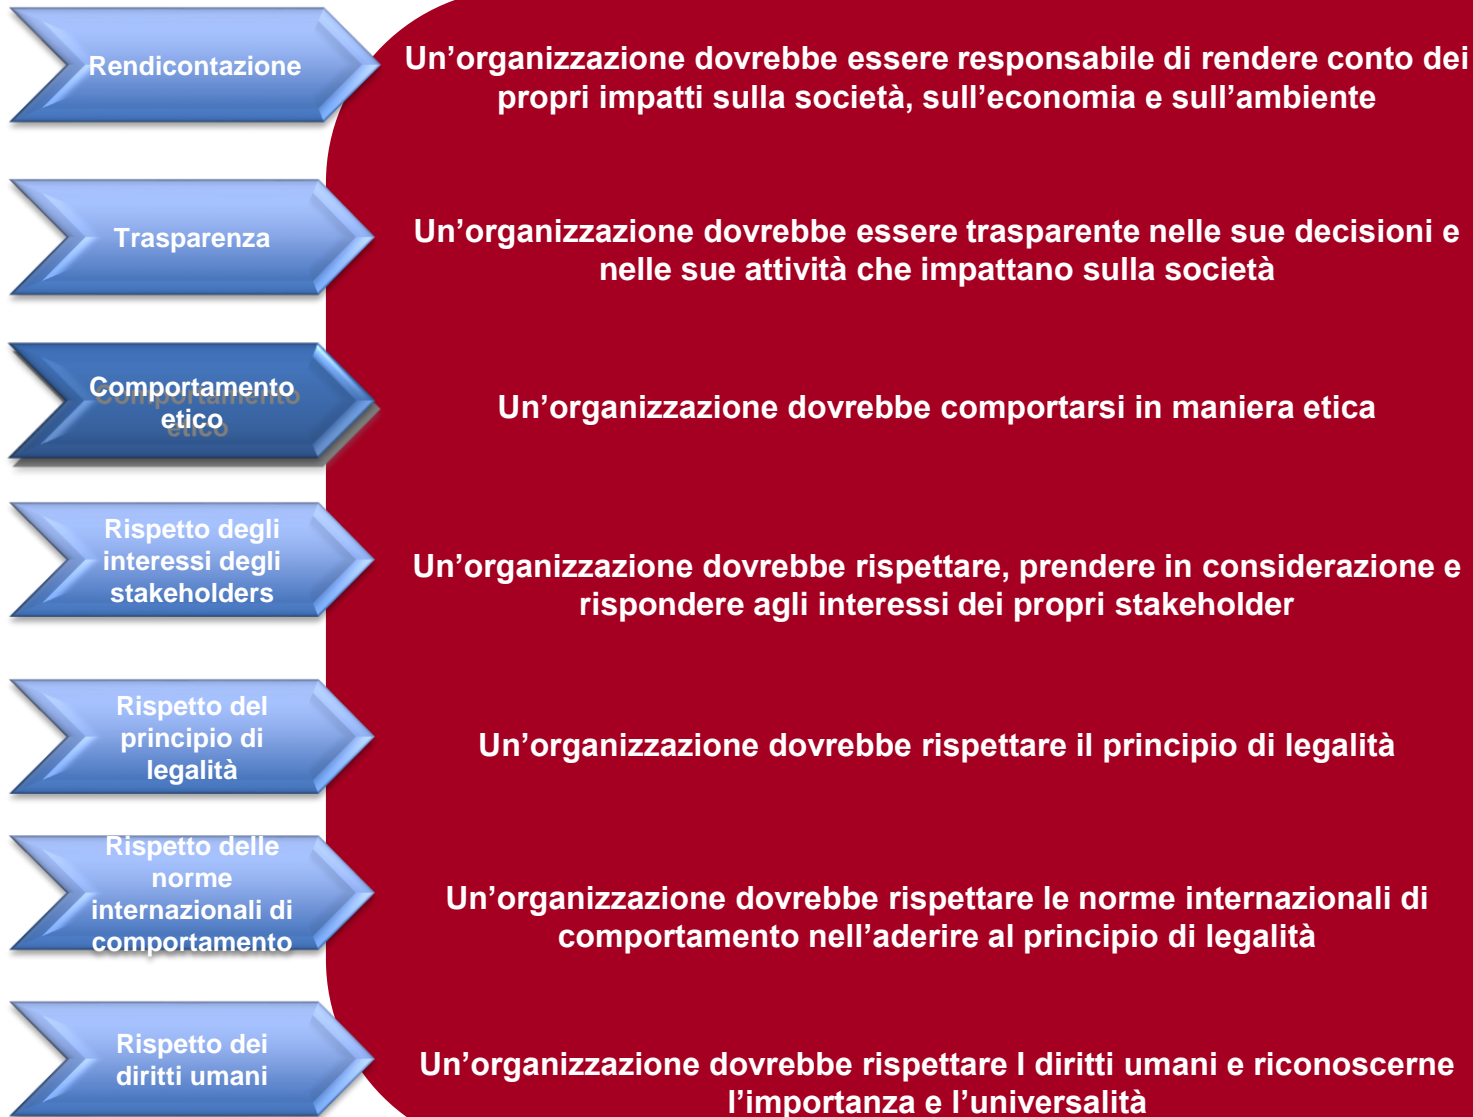 Rendicontazione
Un’organizzazione dovrebbe essere responsabile di rendere conto dei
propri impatti sulla società, sull’economia e sull’ambiente
Trasparenza
Un’organizzazione dovrebbe essere trasparente nelle sue decisioni e
nelle sue attività che impattano sulla società
Comportamento
etico
Un’organizzazione dovrebbe comportarsi in maniera etica
Rispetto degli
interessi degli
stakeholders
Un’organizzazione dovrebbe rispettare, prendere in considerazione e
rispondere agli interessi dei propri stakeholder
Rispetto del
principio di
legalità
Un’organizzazione dovrebbe rispettare il principio di legalità
Rispetto delle
norme
internazionali di
comportamento
Un’organizzazione dovrebbe rispettare le norme internazionali di
comportamento nell’aderire al principio di legalità
Rispetto dei
diritti umani
Un’organizzazione dovrebbe rispettare I diritti umani e riconoscerne
l’importanza e l’universalità